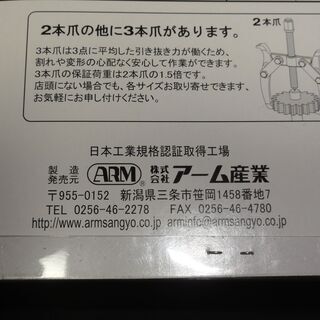 2本爪の他に3本爪があります。
2本爪
3本爪は3点に平均した引き抜き力が働くため、
割れや変形の心配なく安心して作業ができます。
3本爪の保証荷重は2本爪の1.5倍です。
店頭にない場合でも、各サイズお取り寄せできます。
お気軽にお申し付けください。
日本工業規格認証取得工場
製造発売元 ARM 株式会社 アーム産業
〒955-0152 新潟県三条市笹岡1458番地7
TEL 0256-46-2278 FAX 0256-46-4780
http://www.armsangyo.co.jp arminfo@armsangyo.co.jp